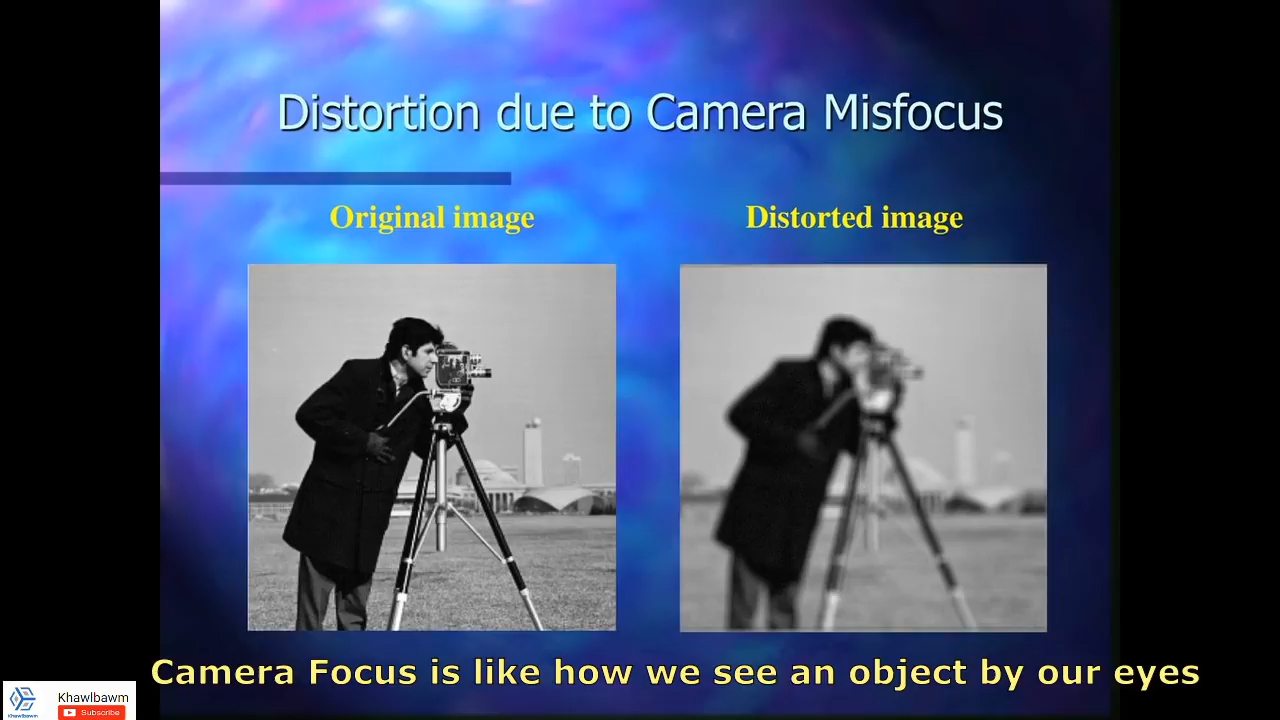 Distortion due to Camera Misfocus
Original image
Distorted image
Camera Focus is like how we see an object by our eyes
Khawlbawm
Khawlbawm
Subscribe